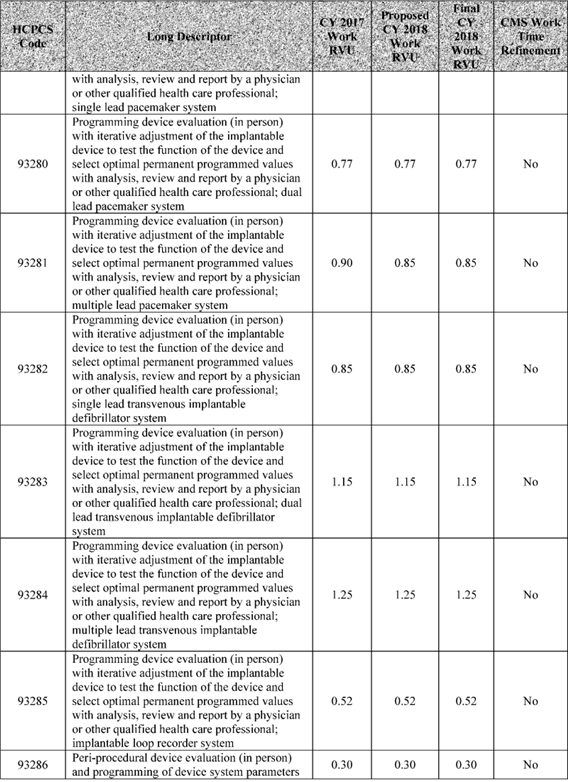 HCPCS Code
Long Descriptor
CY 2017 Work RVU
Proposed CY 2018 Work RVU
Final CY 2018 Work RVU
CMS Work Time Refinement
with analysis, review and report by a physician
or other qualified health care professional;
single lead pacemaker system
93280
Programming device evaluation (in person)
with iterative adjustment of the implantable
device to test the function of the device and
select optimal permanent programmed values
with analysis, review and report by a physician
or other qualified health care professional; dual
lead pacemaker system
0.77 0.77 0.77 No
93281
Programming device evaluation (in person)
with iterative adjustment of the implantable
device to test the function of the device and
select optimal permanent programmed values
with analysis, review and report by a physician
or other qualified health care professional;
multiple lead pacemaker system
0.90 0.85 0.85 No
93282
Programming device evaluation (in person)
with iterative adjustment of the implantable
device to test the function of the device and
select optimal permanent programmed values
with analysis, review and report by a physician
or other qualified health care professional;
single lead transvenous implantable
defibrillator system
0.85 0.85 0.85 No
93283
Programming device evaluation (in person)
with iterative adjustment of the implantable
device to test the function of the device and
select optimal permanent programmed values
with analysis, review and report by a physician
or other qualified health care professional; dual
lead transvenous implantable defibrillator
system
1.15 1.15 1.15 No
93284
Programming device evaluation (in person)
with iterative adjustment of the implantable
device to test the function of the device and
select optimal permanent programmed values
with analysis, review and report by a physician
or other qualified health care professional;
multiple lead transvenous implantable
defibrillator system
1.25 1.25 1.25 No
93285
Programming device evaluation (in person)
with iterative adjustment of the implantable
device to test the function of the device and
select optimal permanent programmed values
with analysis, review and report by a physician
or other qualified health care professional;
implantable loop recorder system
0.52 0.52 0.52 No
93286
Peri-procedural device evaluation (in person)
and programming of device system parameters
0.30 0.30 0.30 No